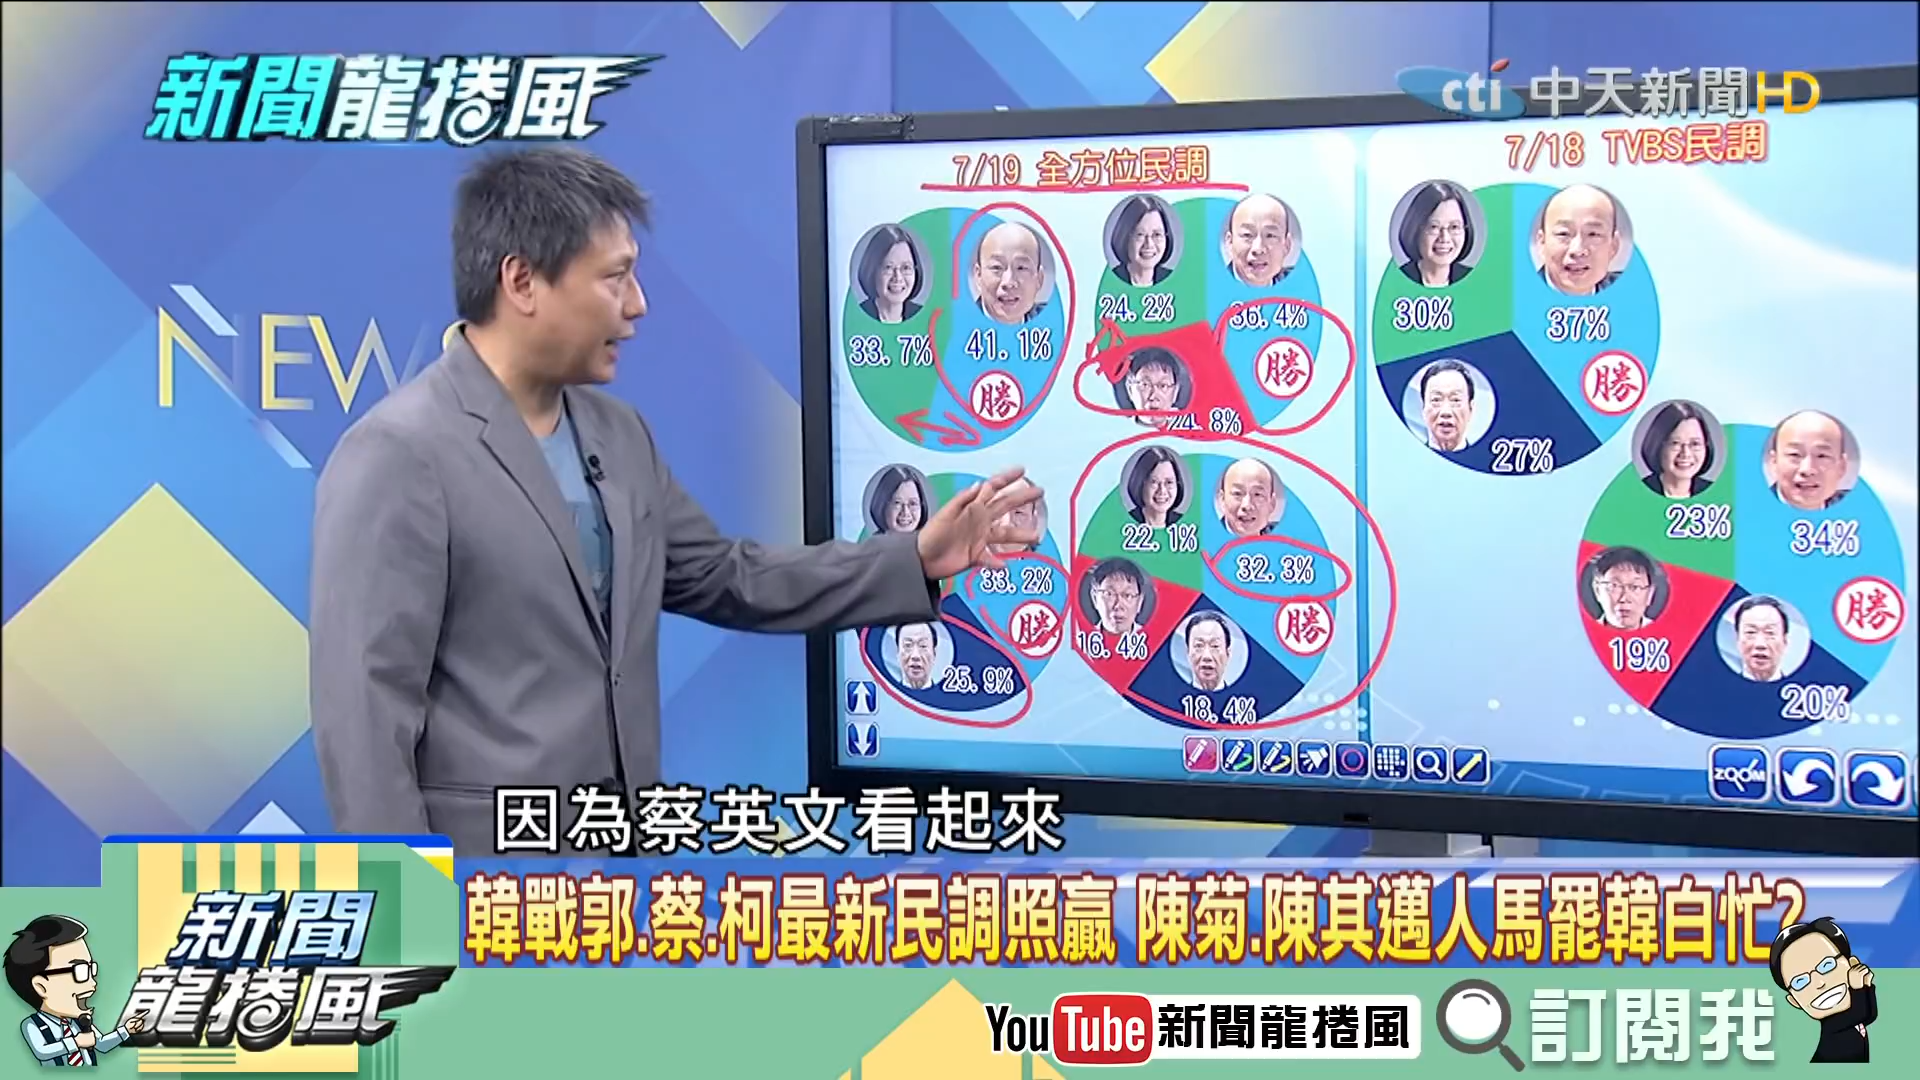 新聞龍捲風
cti 中天新聞HD
7/19 全方位民調
7/18 TVBS民調
33.7%
41.1%
勝
24.2%
36.4%
勝
24.8%
33.2%
勝
25.9%
22.1%
32.3%
勝
16.4%
18.4%
30%
37%
勝
27%
23%
34%
勝
19%
20%
ZOOM
NEWS
因為蔡英文看起來
新聞
龍捲風
韓戰郭.蔡.柯最新民調照贏 陳菊.陳其邁人馬罷韓白忙?
YouTube 新聞龍捲風
訂閱我